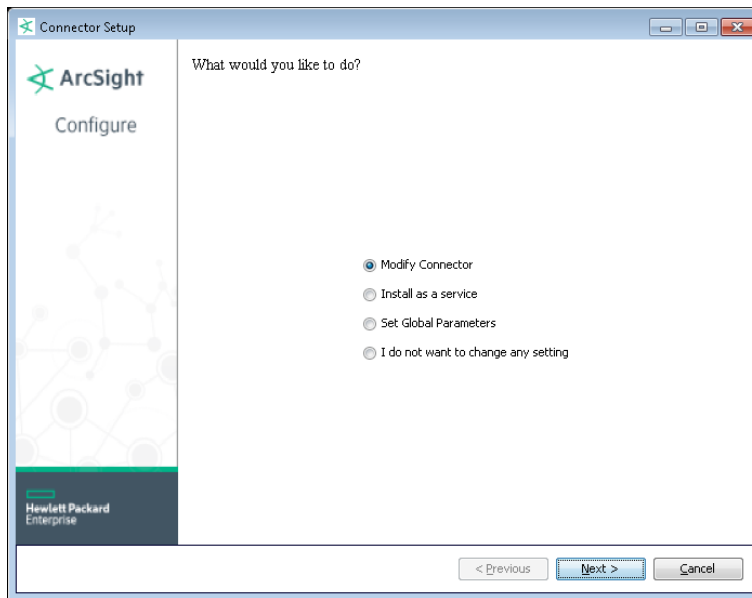 Connector Setup
ArcSight
Configure
What would you like to do?
Modify Connector
Install as a service
Set Global Parameters
I do not want to change any setting
Hewlett Packard
Enterprise
< Previous
Next >
Cancel